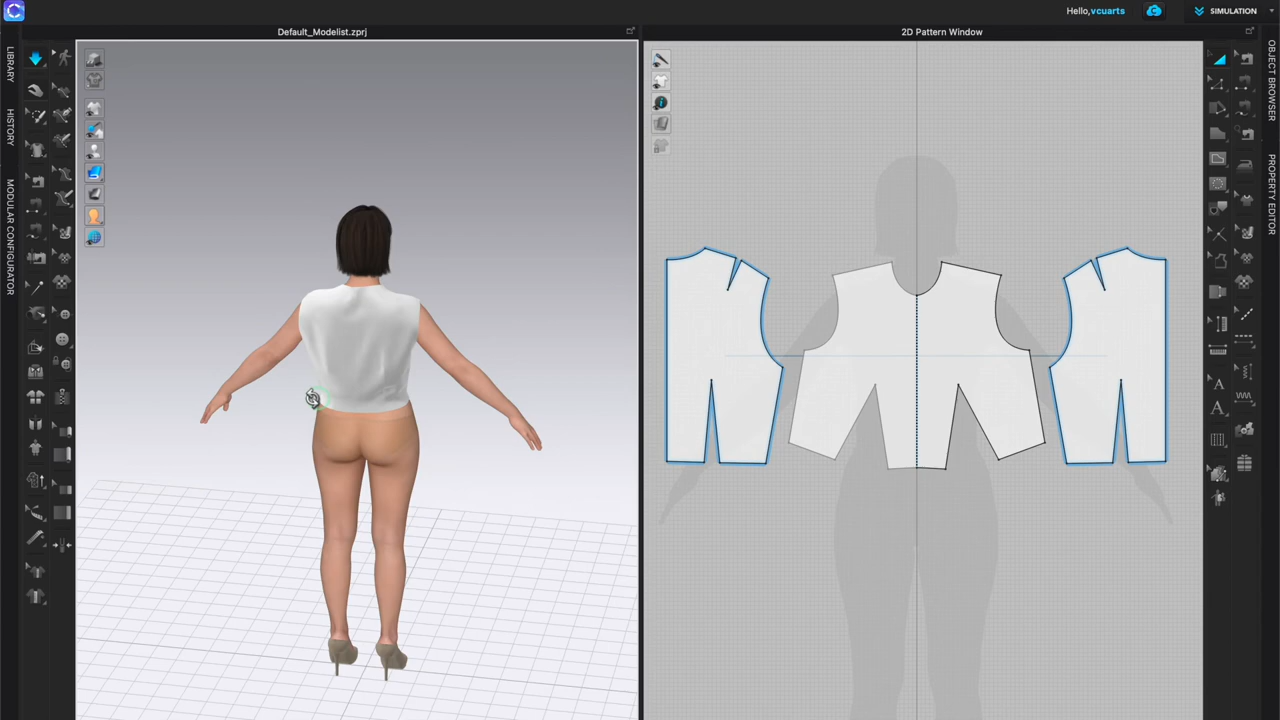 Hello,vcuarts
SIMULATION
Default_Modelist.zprj
2D Pattern Window
LIBRARY
HISTORY
MODULAR CONFIGURATOR
OBJECT BROWSER
PROPERTY EDITOR